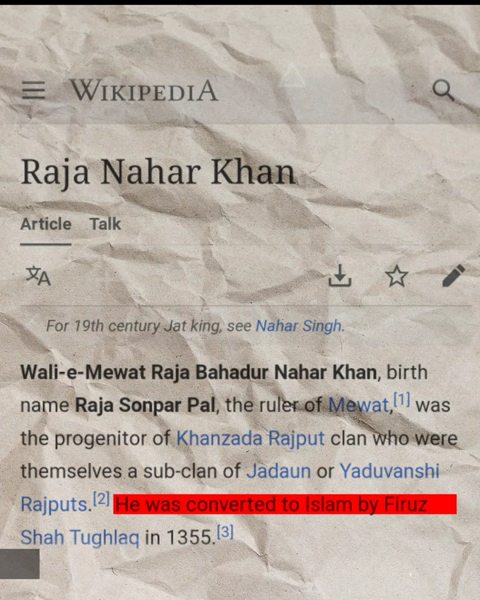 WIKIPEDIA
Raja Nahar Khan
Article Talk
For 19th century Jat king, see Nahar Singh.
Wali-e-Mewat Raja Bahadur Nahar Khan, birth
name Raja Sonpar Pal, the ruler of Mewat,[1] was
the progenitor of Khanzada Rajput clan who were
themselves a sub-clan of Jadaun or Yaduvanshi
Rajputs.[2] He was converted to Islam by Firuz
Shah Tughlaq in 1355.[3]